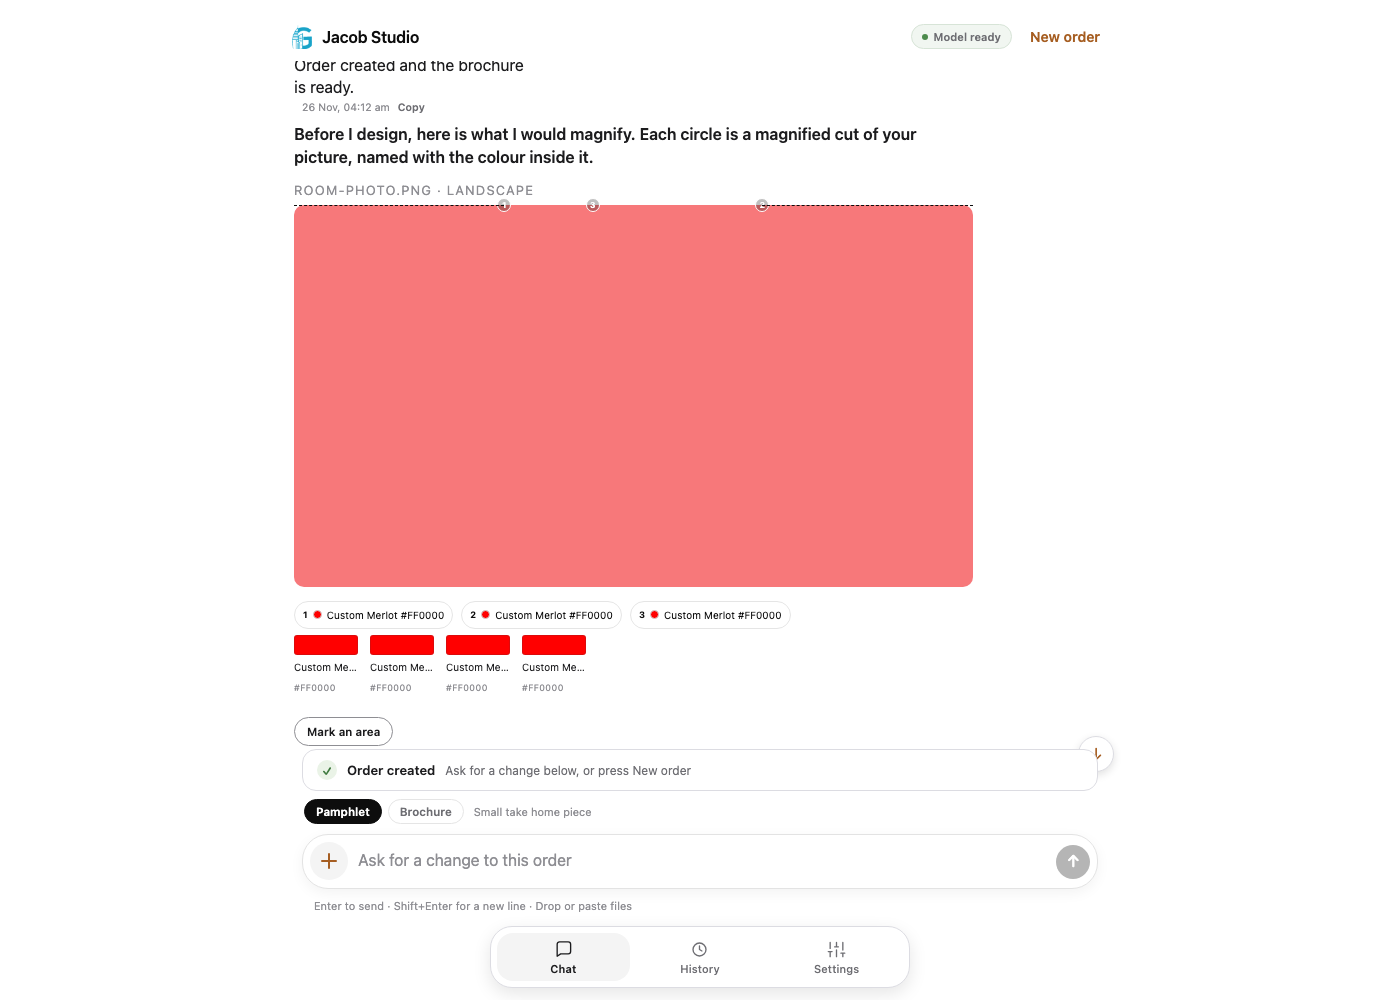 Jacob Studio
Model ready
New order
Order created and the brochure
is ready.
26 Nov, 04:12 am Copy
Before I design, here is what I would magnify. Each circle is a magnified cut of your
picture, named with the colour inside it.
ROOM-PHOTO.PNG · LANDSCAPE
1 3 2
1 Custom Merlot #FF0000
2 Custom Merlot #FF0000
3 Custom Merlot #FF0000
Custom Me... Custom Me... Custom Me... Custom Me...
#FF0000 #FF0000 #FF0000 #FF0000
Mark an area
Order created Ask for a change below, or press New order
Pamphlet Brochure Small take home piece
Ask for a change to this order
Enter to send · Shift+Enter for a new line · Drop or paste files
Chat History Settings